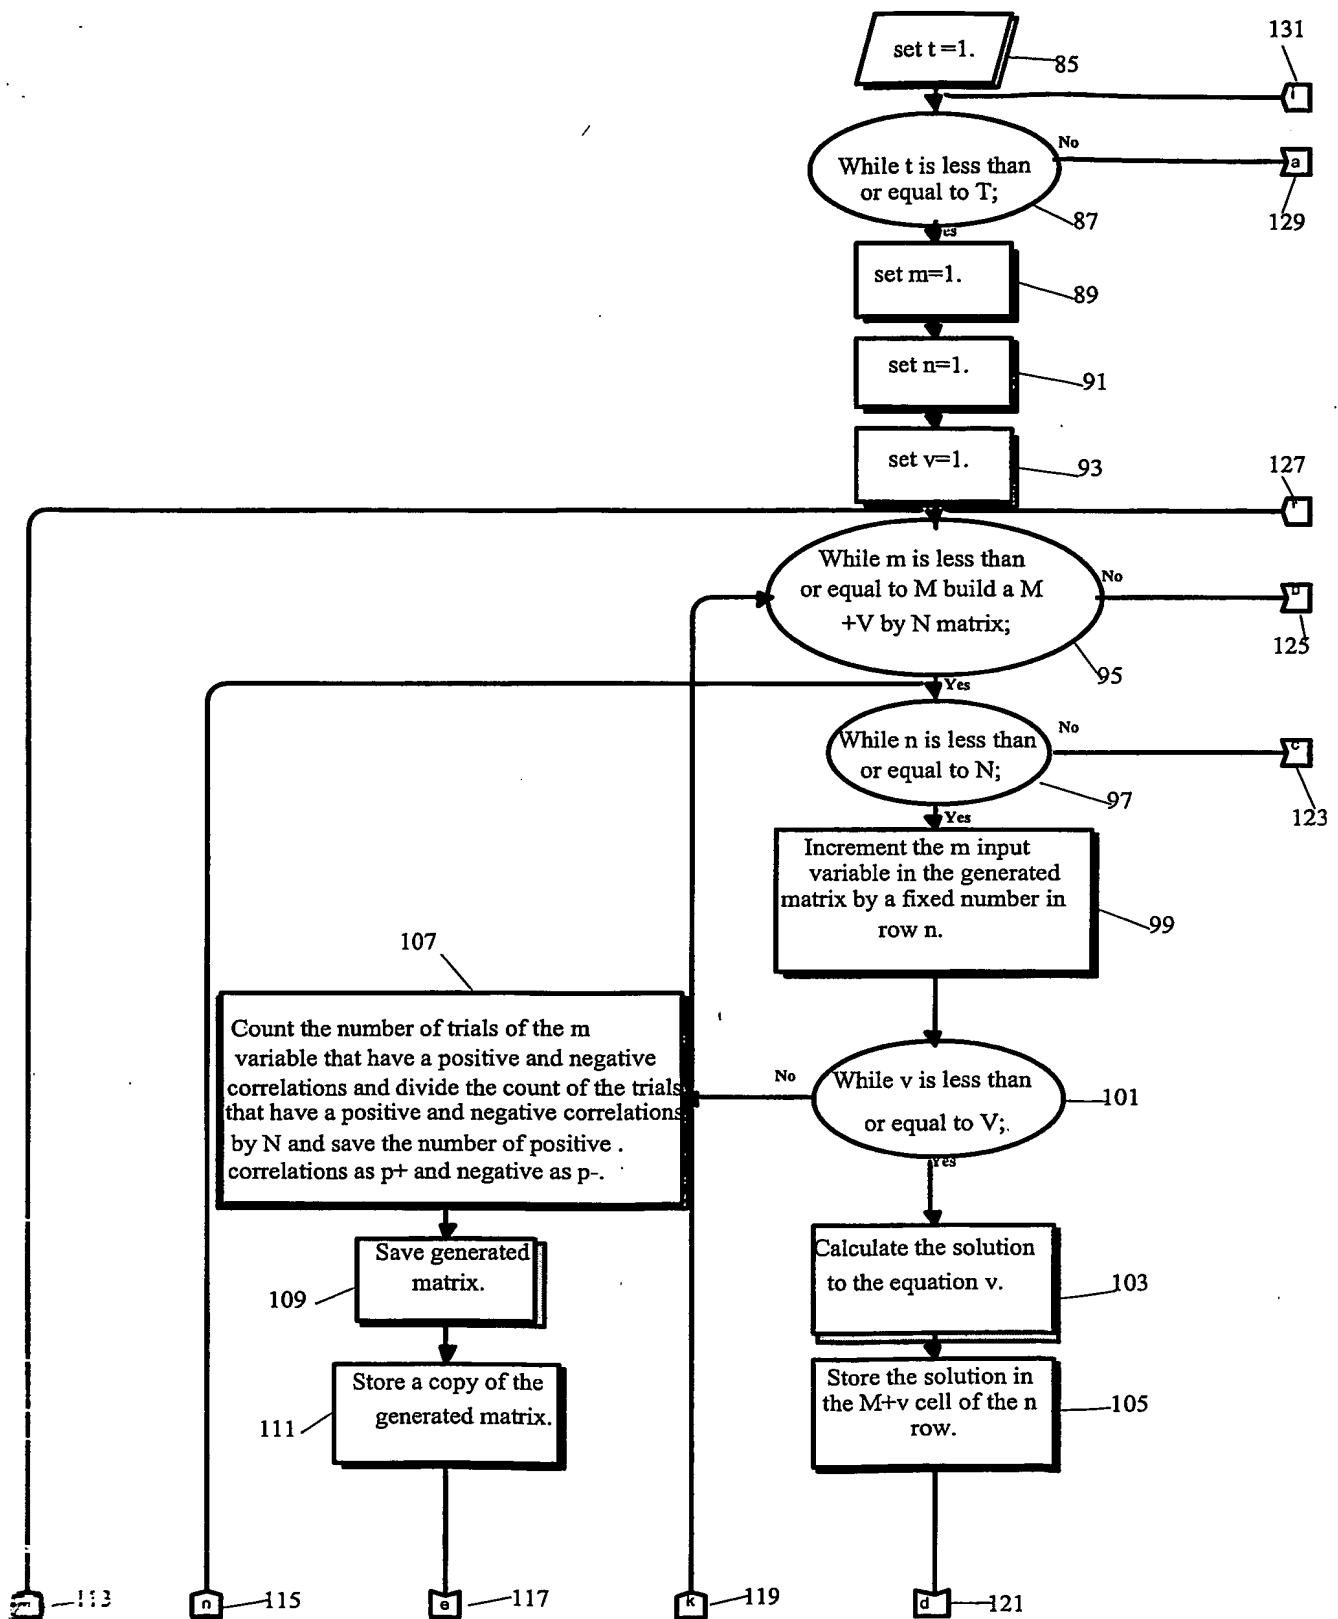 set t =1.
85
131
While t is less than
or equal to T;
No
a
129
87
set m=1.
89
set n=1.
91
set v=1.
93
127
While m is less than
or equal to M build a M
+V by N matrix;
No
125
95
Yes
While n is less than
or equal to N;
No
c
123
97
Yes
Increment the m input
variable in the generated
matrix by a fixed number in
row n.
99
107
Count the number of trials of the m
variable that have a positive and negative
correlations and divide the count of the trials
that have a positive and negative correlations
by N and save the number of positive .
correlations as p+ and negative as p-.
No
While v is less than
or equal to V;.
101
Yes
Save generated
matrix.
109
Calculate the solution
to the equation v.
103
Store a copy of the
generated matrix.
111
Store the solution in
the M+v cell of the n
row.
105
113
n
115
e
117
k
119
d
121